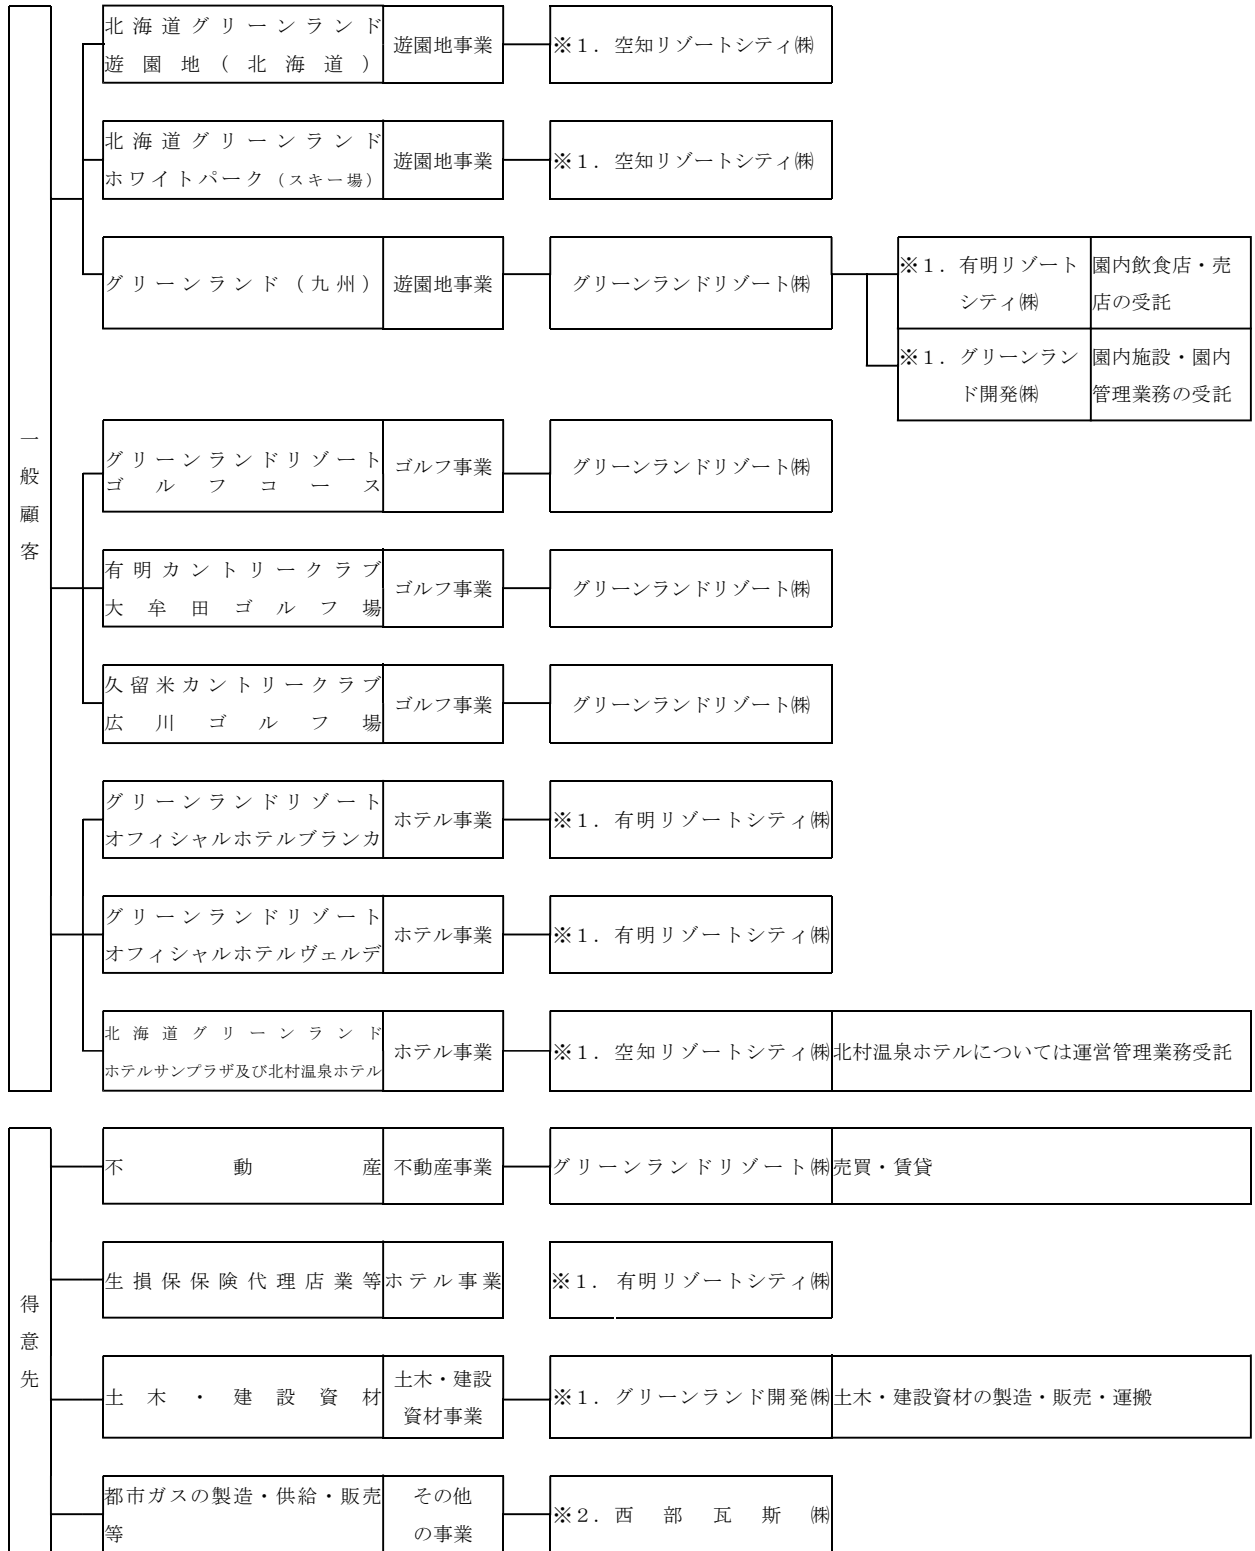 一般顧客
北海道グリーンランド
遊園地(北海道)
遊園地事業
※1．空知リゾートシティ㈱
北海道グリーンランド
ホワイトパーク(スキー場)
遊園地事業
※1．空知リゾートシティ㈱
グリーンランド(九州)
遊園地事業
グリーンランドリゾート㈱
※1．有明リゾート
シティ㈱
園内飲食店・売
店の受託
※1．グリーンラン
ド開発㈱
園内施設・園内
管理業務の受託
グリーンランドリゾート
ゴルフコース
ゴルフ事業
グリーンランドリゾート㈱
有明カントリークラブ
大牟田ゴルフ場
ゴルフ事業
グリーンランドリゾート㈱
久留米カントリークラブ
広川ゴルフ場
ゴルフ事業
グリーンランドリゾート㈱
グリーンランドリゾート
オフィシャルホテルブランカ
ホテル事業
※1．有明リゾートシティ㈱
グリーンランドリゾート
オフィシャルホテルヴェルデ
ホテル事業
※1．有明リゾートシティ㈱
北海道グリーンランド
ホテルサンプラザ及び北村温泉ホテル
ホテル事業
※1．空知リゾートシティ㈱
北村温泉ホテルについては運営管理業務受託
得意先
不動産
不動産事業
グリーンランドリゾート㈱
売買・賃貸
生損保保険代理店業等
ホテル事業
※1．有明リゾートシティ㈱
土木・建設資材
土木・建設
資材事業
※1．グリーンランド開発㈱
土木・建設資材の製造・販売・運搬
都市ガスの製造・供給・販売
等
その他
の事業
※2．西部瓦斯㈱